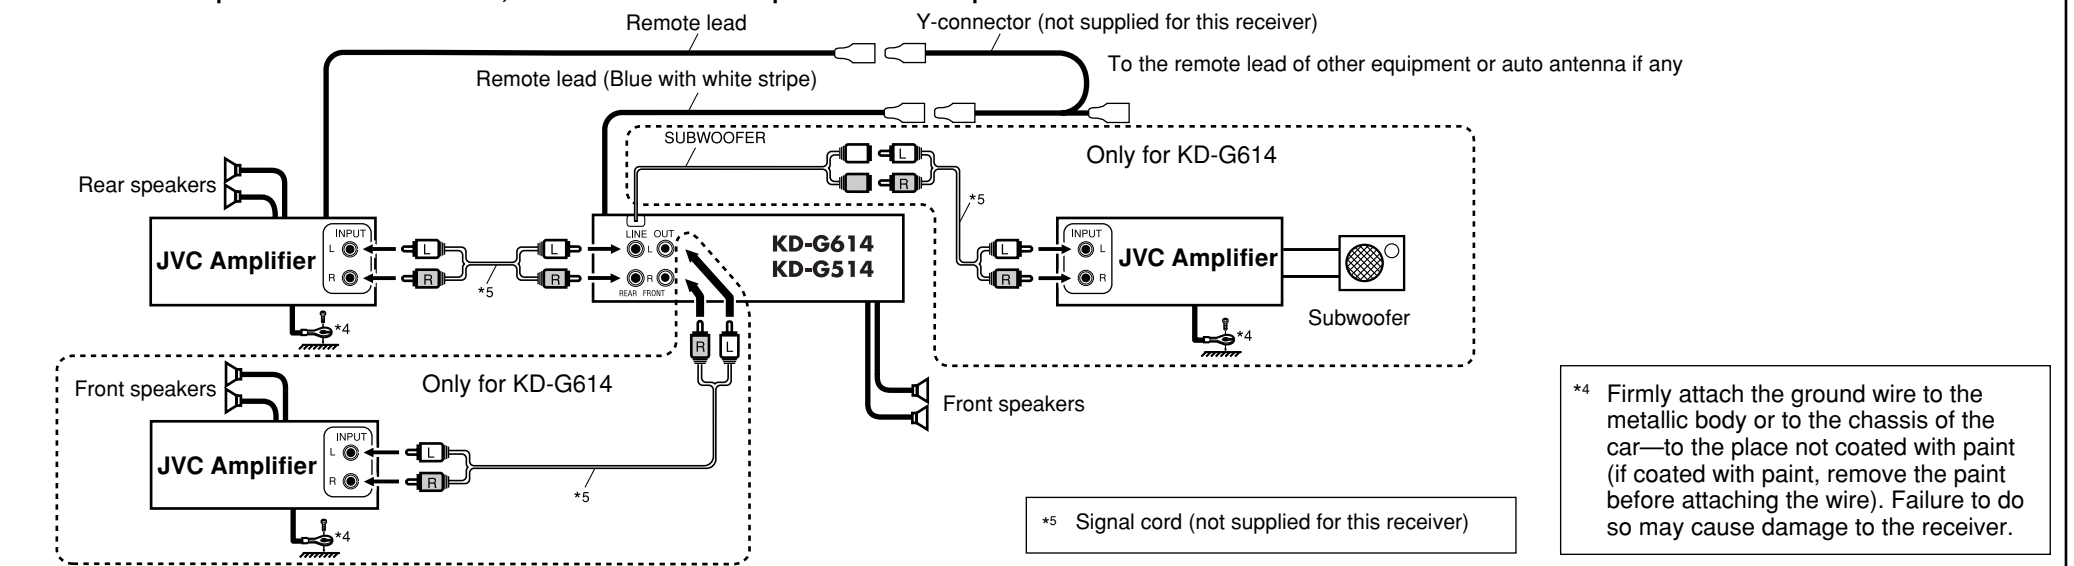 Remote lead
Y-connector (not supplied for this receiver)
To the remote lead of other equipment or auto antenna if any
Remote lead (Blue with white stripe)
SUBWOOFER
Only for KD-G614
L
R
*5
Rear speakers
JVC Amplifier
INPUT
L
R
L
R
*5
L
R
LINE OUT
L
R
REAR FRONT
KD-G614
KD-G514
L
R
INPUT
L
R
JVC Amplifier
Subwoofer
*4
*4
R
L
Front speakers
Only for KD-G614
Front speakers
JVC Amplifier
INPUT
L
R
L
R
*5
*4
*5 Signal cord (not supplied for this receiver)
*4 Firmly attach the ground wire to the
metallic body or to the chassis of the
car—to the place not coated with paint
(if coated with paint, remove the paint
before attaching the wire). Failure to do
so may cause damage to the receiver.